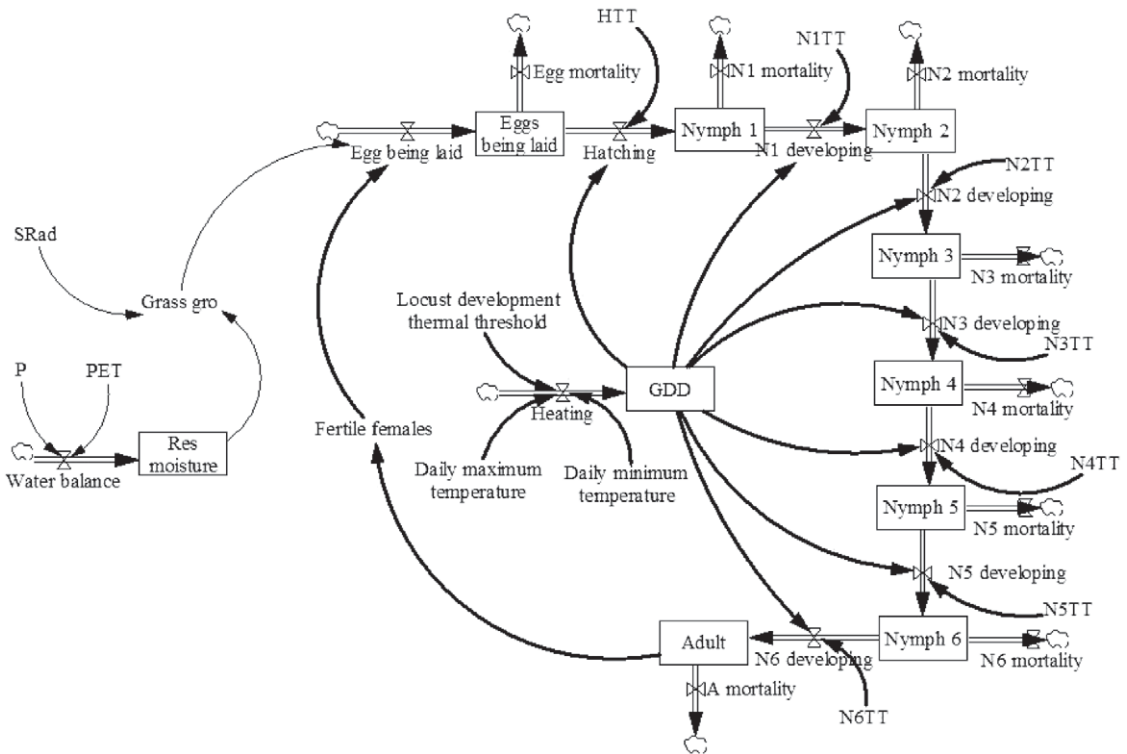 HTT
N1TT
Egg mortality
N1 mortality
N2 mortality
Eggs
being laid
Nymph 1
Nymph 2
Egg being laid
Hatching
N1 developing
N2TT
N2 developing
SRad
Nymph 3
N3 mortality
Grass gro
Locust development
thermal threshold
N3 developing
N3TT
P
PET
GDD
Nymph 4
Heating
N4 mortality
Fertile females
Res
moisture
N4 developing
Water balance
Daily maximum
temperature
Daily minimum
temperature
N4TT
Nymph 5
N5 mortality
N5 developing
N5TT
Adult
Nymph 6
N6 developing
N6 mortality
A mortality
N6TT